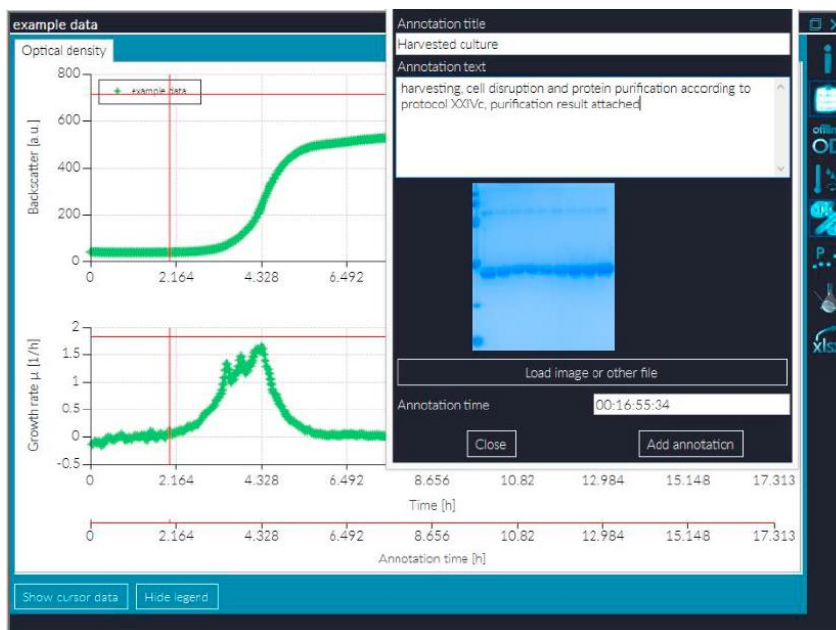 example data
Optical density
800
600
400
200
0
Backscatter [a.u.]
example data
0
2.164
4.328
6.492
2
1.5
1
0.5
0
-0.5
Growth rate µ [1/h]
0
2.164
4.328
6.492
8.656
10.82
12.984
15.148
17.313
Time [h]
0
2.164
4.328
6.492
8.656
10.82
12.984
15.148
17.313
Annotation time [h]
Show cursor data
Hide legend
Annotation title
Harvested culture
Annotation text
harvesting, cell disruption and protein purification according to
protocol XXIVc, purification result attached
Load image or other file
Annotation time
00:16:55:34
Close
Add annotation
offline
OD
P